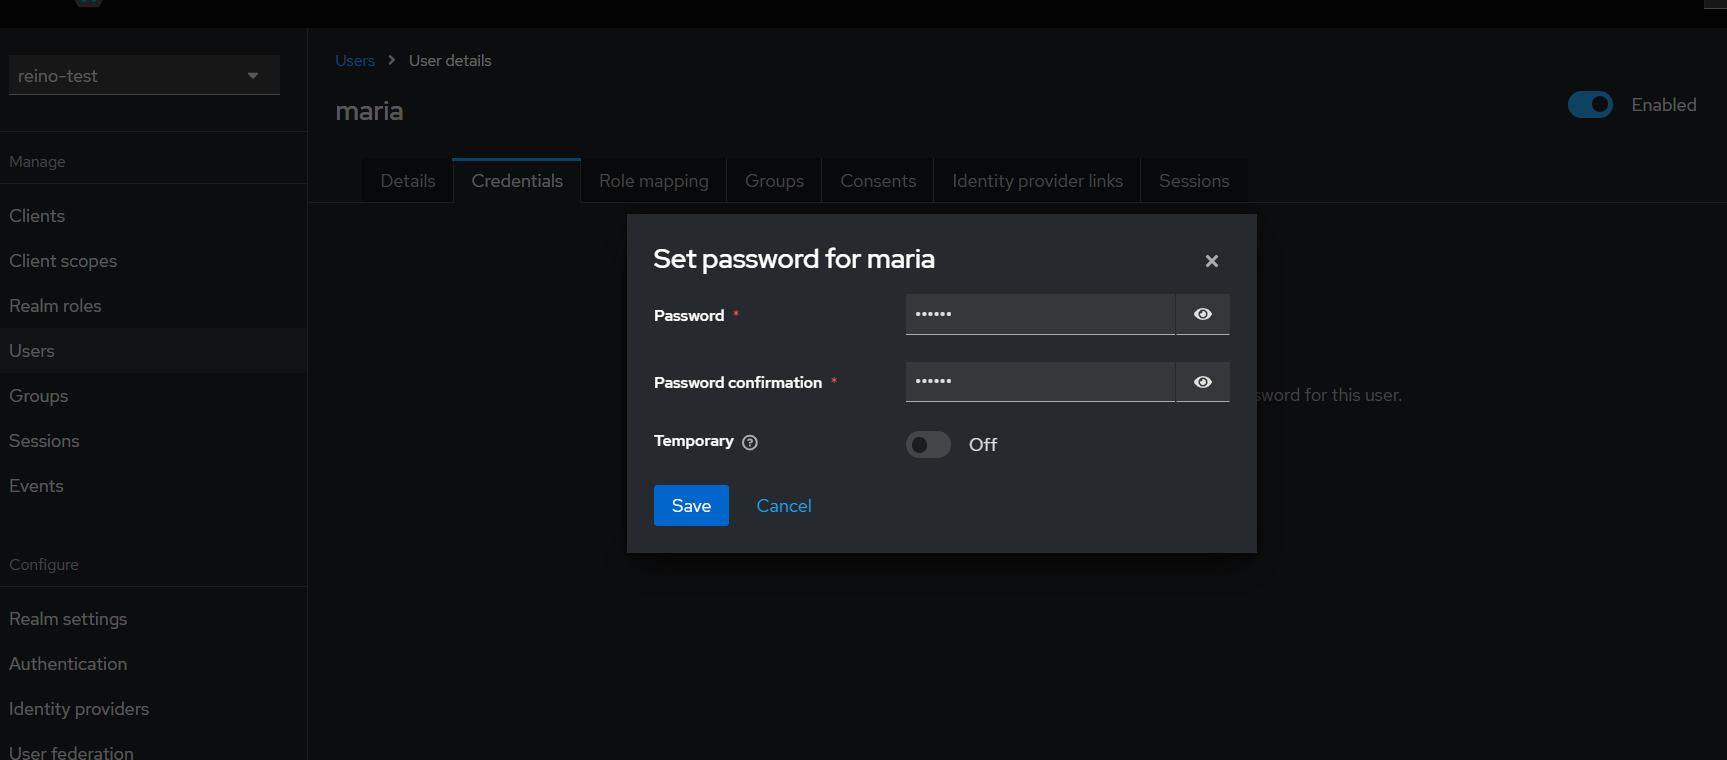 reino-test
Manage
Clients
Client scopes
Realm roles
Users
Groups
Sessions
Events
Configure
Realm settings
Authentication
Identity providers
User federation
Users > User details
maria
Enabled
Details Credentials Role mapping Groups Consents Identity provider links Sessions
Set password for maria
Password *
••••••
Password confirmation *
••••••
Temporary
Off
Save Cancel
for this user.